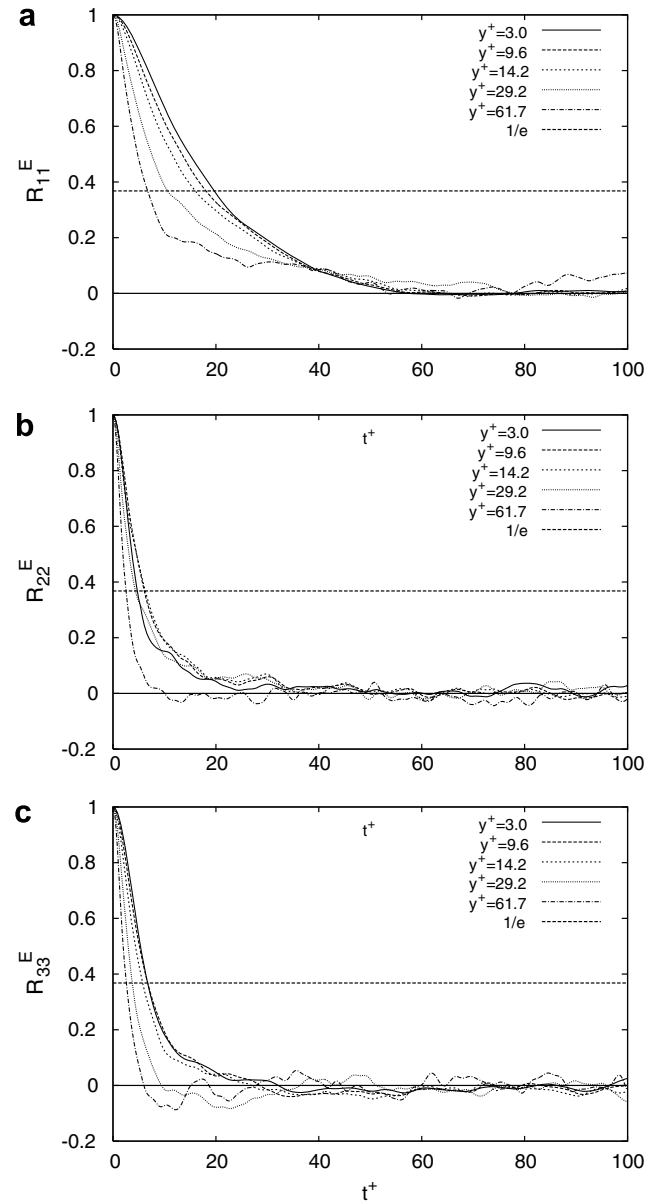 a
y+=3.0
y+=9.6
y+=14.2
y+=29.2
y+=61.7
1/e
R11E
1
0.8
0.6
0.4
0.2
0
-0.2
0 20 40 60 80 100
b
t+
y+=3.0
y+=9.6
y+=14.2
y+=29.2
y+=61.7
1/e
R22E
1
0.8
0.6
0.4
0.2
0
-0.2
0 20 40 60 80 100
c
t+
y+=3.0
y+=9.6
y+=14.2
y+=29.2
y+=61.7
1/e
R33E
1
0.8
0.6
0.4
0.2
0
-0.2
0 20 40 60 80 100
t+